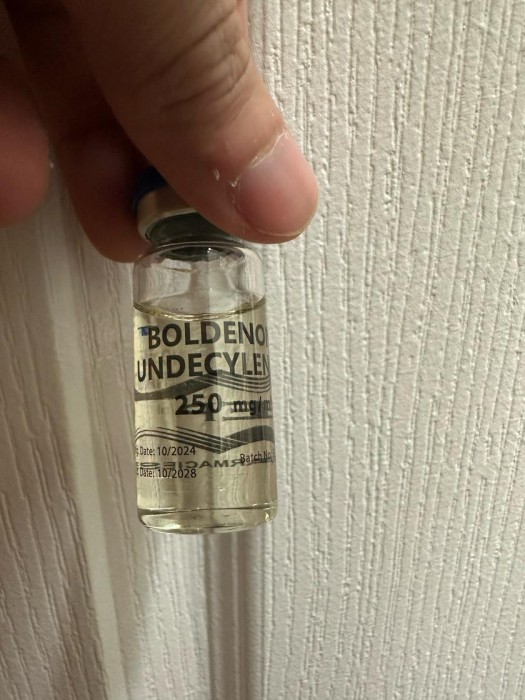 BOLDENO
UNDECYLEN
250 mg/m
Date: 10/2024
Batch No.
Date: 10/2028